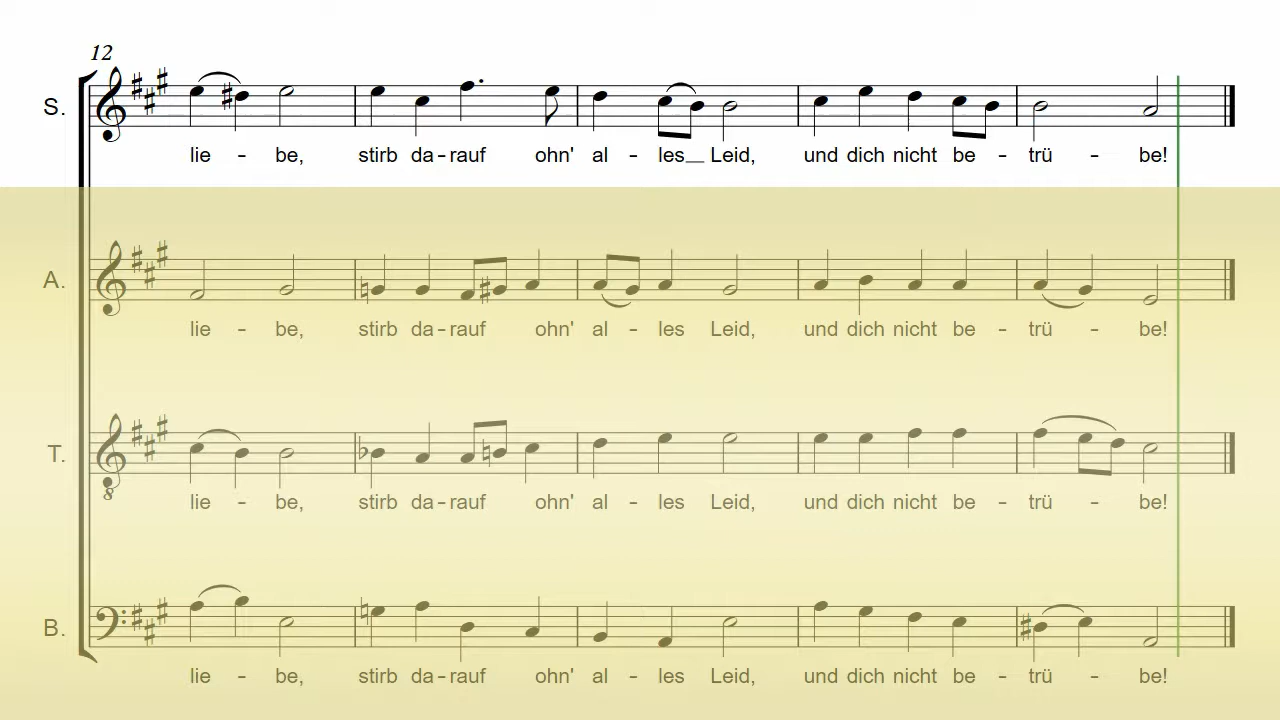 12
S.
lie - be, stirb da - rauf ohn' al - les__ Leid, und dich nicht be - trü - be!
A.
lie - be, stirb da - rauf ohn' al - les Leid, und dich nicht be - trü - be!
T.
8
lie - be, stirb da - rauf ohn' al - les Leid, und dich nicht be - trü - be!
B.
lie - be, stirb da - rauf ohn' al - les Leid, und dich nicht be - trü - be!